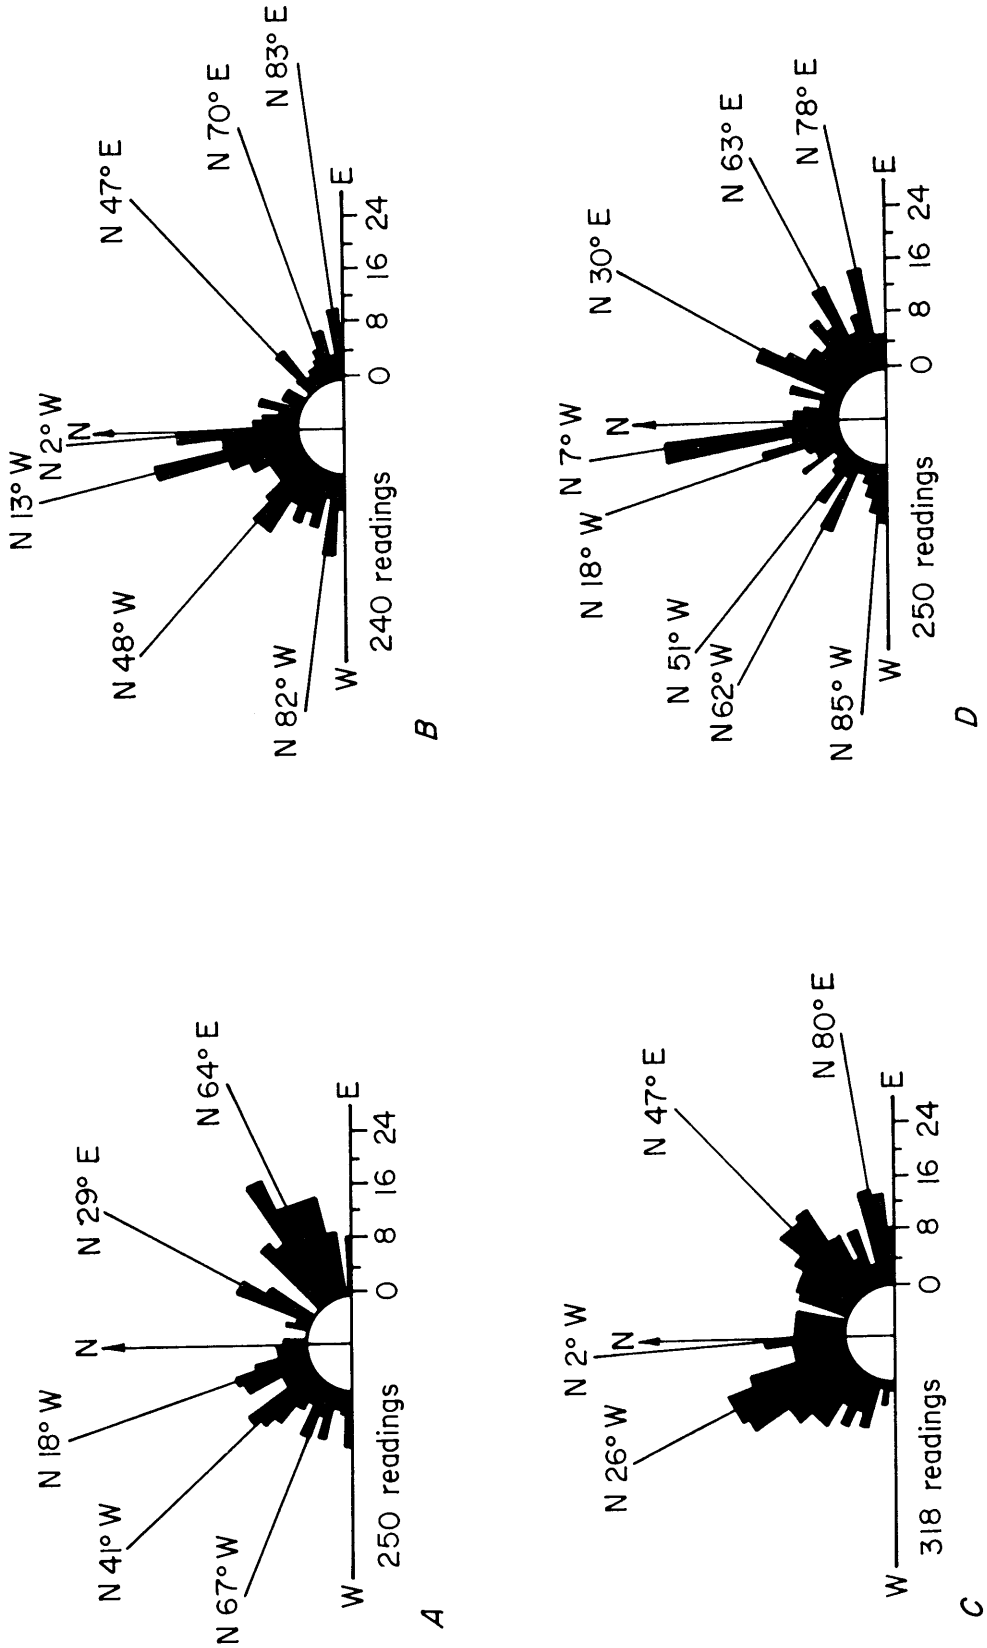 N 67° W
N 41° W
N 18° W
N
N 29° E
N 64° E
W
E
0 8 16 24
250 readings
A
N 82° W
N 48° W
N 13° W
N 2° W
N
N 47° E
N 70° E
N 83° E
W
E
0 8 16 24
240 readings
B
N 26° W
N 2° W
N
N 47° E
N 80° E
W
E
0 8 16 24
318 readings
C
N 85° W
N 62° W
N 51° W
N 18° W
N 7° W
N
N 30° E
N 63° E
N 78° E
W
E
0 8 16 24
250 readings
D